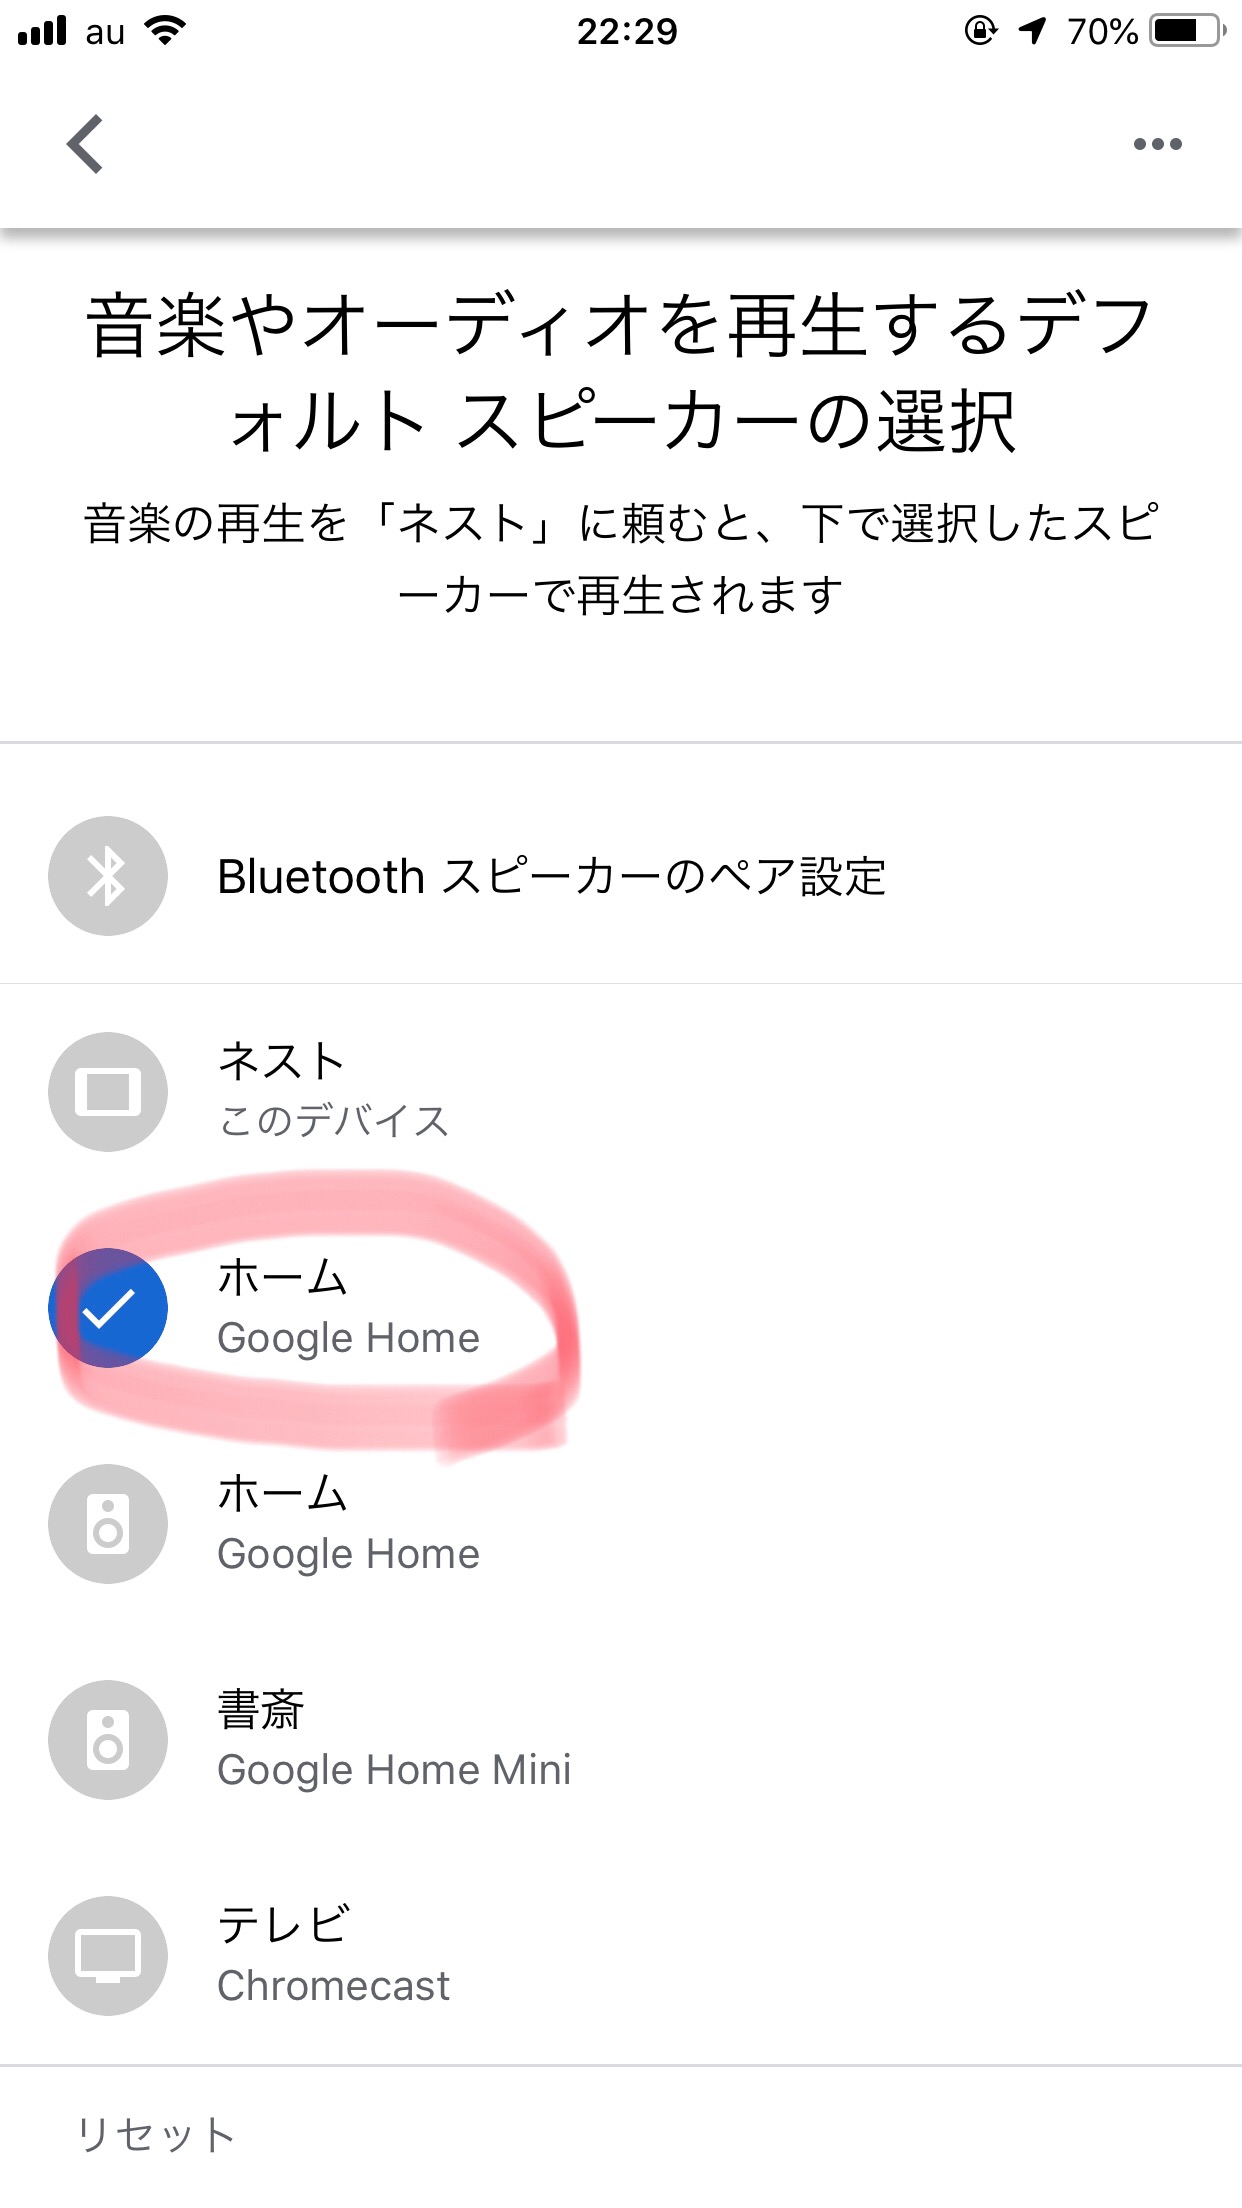 au 22:29 70%
音楽やオーディオを再生するデフ
ォルト スピーカーの選択
音楽の再生を「ネスト」に頼むと、下で選択したスピ
ーカーで再生されます
Bluetooth スピーカーのペア設定
ネスト
このデバイス
ホーム
Google Home
ホーム
Google Home
書斎
Google Home Mini
テレビ
Chromecast
リセット